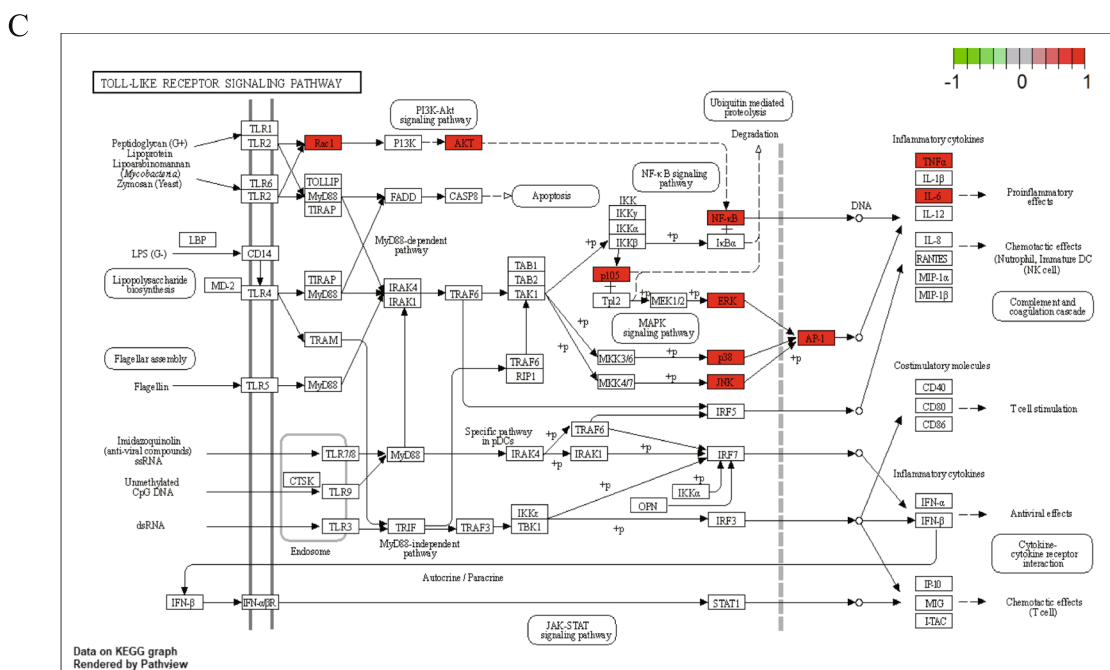 C
-1 0 1
TOLL-LIKE RECEPTOR SIGNALING PATHWAY
PI3K-Akt
signaling pathway
Ubiquitin mediated
proteolysis
Degradation
TLR1
TLR2
Peptidoglycan (G+)
Lipoprotein
Lipoarabinomannan
(Mycobacteria)
Zymosan (Yeast)
TLR6
TLR2
Rac1
P13K
AKT
TOLLIP
MyD88
TIRAP
FADD
CASP8
Apoptosis
NF-κB signaling
pathway
IKK
IKKγ
IKKα
IKKβ
+p
+p
NF-κB
IκBα
DNA
Inflammatory cytokines
TNFα
IL-1β
IL-6
IL-12
Proinflammatory
effects
IL-8
RANTES
MIP-1α
MIP-1β
Chemotactic effects
(Nutrophil, Immature DC
(NK cell)
Complement and
coagulation cascade
LBP
LPS (G-)
CD14
Lipopolysaccharide
biosynthesis
MD-2
TLR4
MyD88-dependent
pathway
TIRAP
MyD88
IRAK4
IRAK1
TRAF6
TAB1
TAB2
TAK1
+p
p105
Tpl2
+p
+p
MEK1/2
+p
ERK
MAPK
signaling pathway
TRAM
Flagellar assembly
Flagellin
TLR5
MyD88
TRAF6
RIP1
+p
+p
MKK3/6
+p
p38
MKK4/7
+p
JNK
AP-1
+p
IRF5
Costimulatory molecules
CD40
CD80
CD86
T cell stimulation
Imidazoquinolin
(anti-viral compounds)
ssRNA
TLR7/8
MyD88
Specific pathway
in pDCs
IRAK4
+p
TRAF6
+p
IRAK1
+p
IRF7
Unmethylated
CpG DNA
CTSK
TLR9
+p
IKKα
OPN
Inflammatory cytokines
IFN-α
IFN-β
Antiviral effects
dsRNA
TLR3
Endosome
TRIF
TRAF3
IKKε
TBK1
+p
IRF3
MyD88-independent
pathway
Cytokine-
cytokine receptor
interaction
Autocrine / Paracrine
IFN-β
IFN-α/βR
STAT1
IP-10
MIG
I-TAC
Chemotactic effects
(T cell)
JAK-STAT
signaling pathway
Data on KEGG graph
Rendered by Pathview